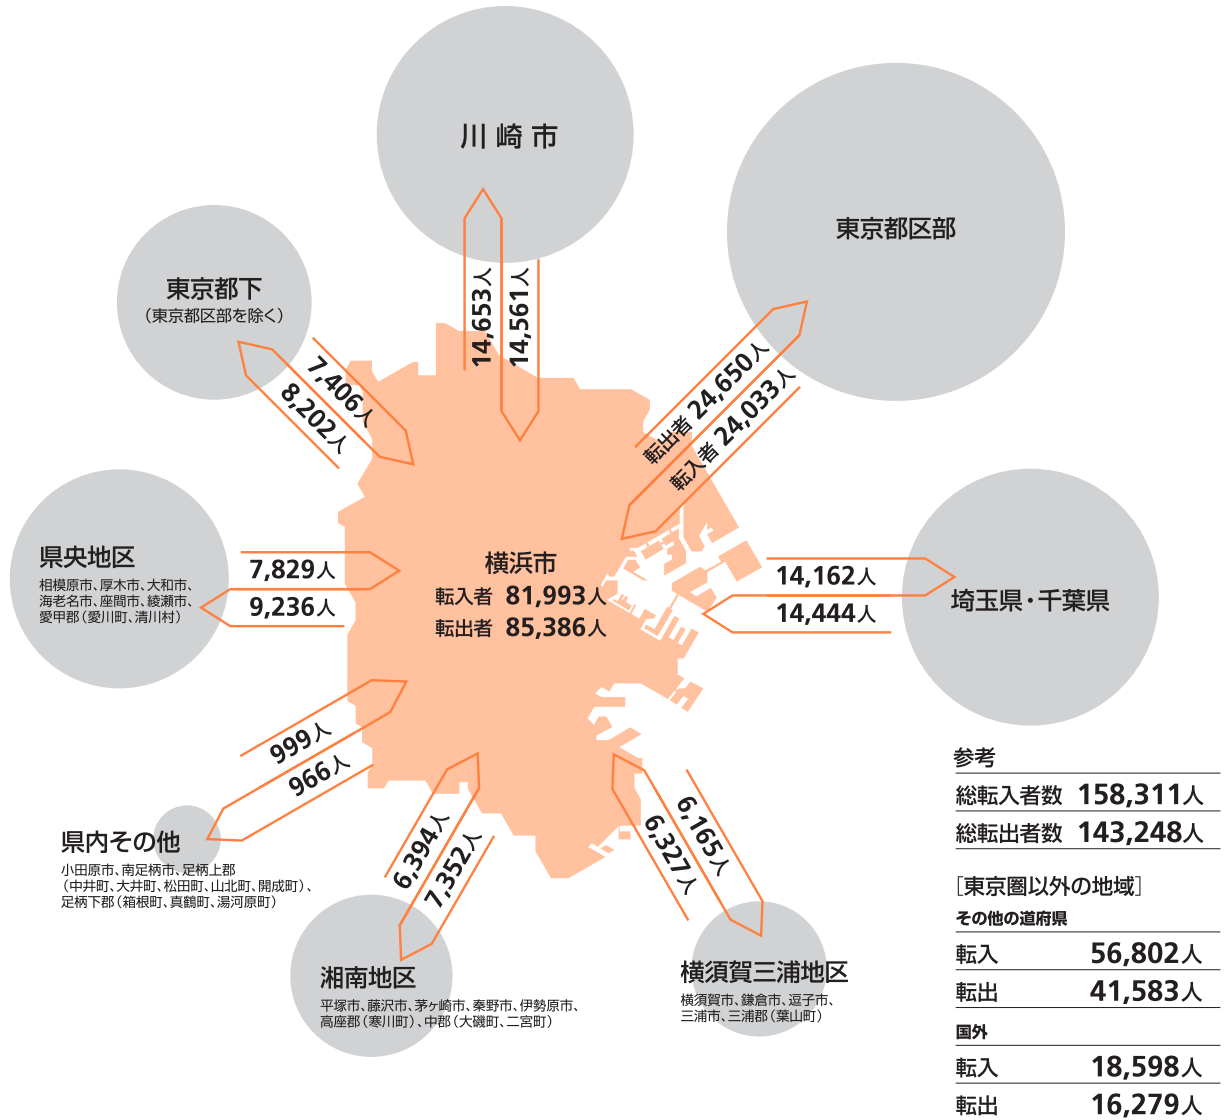 川崎市
東京都区部
東京都下
（東京都区部を除く）
14,653人
14,561人
転出者 24,650人
転入者 24,033人
7,406人
8,202人
県央地区
相模原市、厚木市、大和市、
海老名市、座間市、綾瀬市、
愛甲郡（愛川町、清川村）
7,829人
9,236人
横浜市
転入者 81,993人
転出者 85,386人
14,162人
14,444人
埼玉県・千葉県
999人
966人
県内その他
小田原市、南足柄市、足柄上郡
（中井町、大井町、松田町、山北町、開成町）、
足柄下郡（箱根町、真鶴町、湯河原町）
6,394人
7,352人
湘南地区
平塚市、藤沢市、茅ヶ崎市、秦野市、伊勢原市、
高座郡（寒川町）、中郡（大磯町、二宮町）
6,165人
6,327人
横須賀三浦地区
横須賀市、鎌倉市、逗子市、
三浦市、三浦郡（葉山町）
参考
総転入者数 158,311人
総転出者数 143,248人
［東京圏以外の地域］
その他の道府県
転入 56,802人
転出 41,583人
国外
転入 18,598人
転出 16,279人